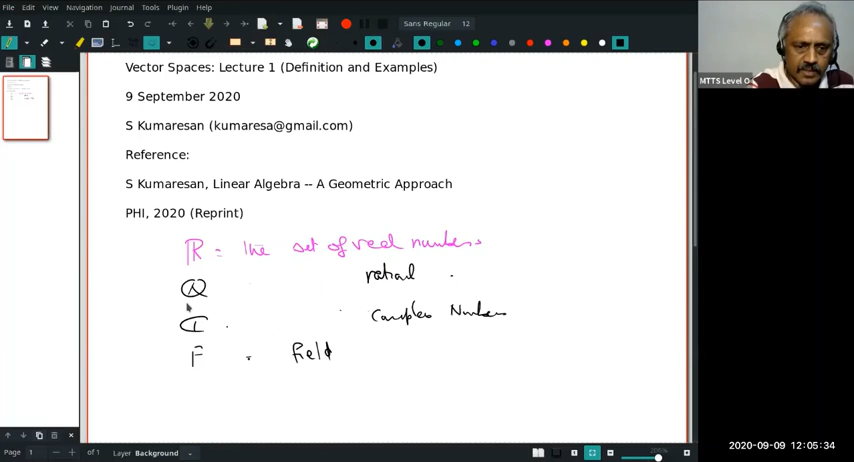 File Edit View Navigation Journal Tools Plugin Help
Sans Regular 12
Vector Spaces: Lecture 1 (Definition and Examples)
9 September 2020
S Kumaresan (kumaresa@gmail.com)
Reference:
S Kumaresan, Linear Algebra -- A Geometric Approach
PHI, 2020 (Reprint)
ℝ = the set of real numbers
ℚ rational
ℂ Complex Numbers
F field
MTTS Level O
2020-09-09 12:05:34
Page 1 of 1 Layer Background 200%